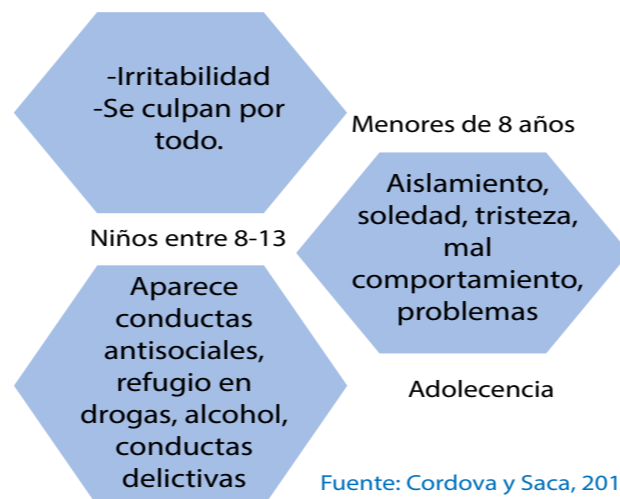 -Irritabilidad
-Se culpan por
todo.
Menores de 8 años
Aislamiento,
soledad, tristeza,
mal
comportamiento,
problemas
Niños entre 8-13
Aparece
conductas
antisociales,
refugio en
drogas, alcohol,
conductas
delictivas
Adolecencia
Fuente: Cordova y Saca, 201